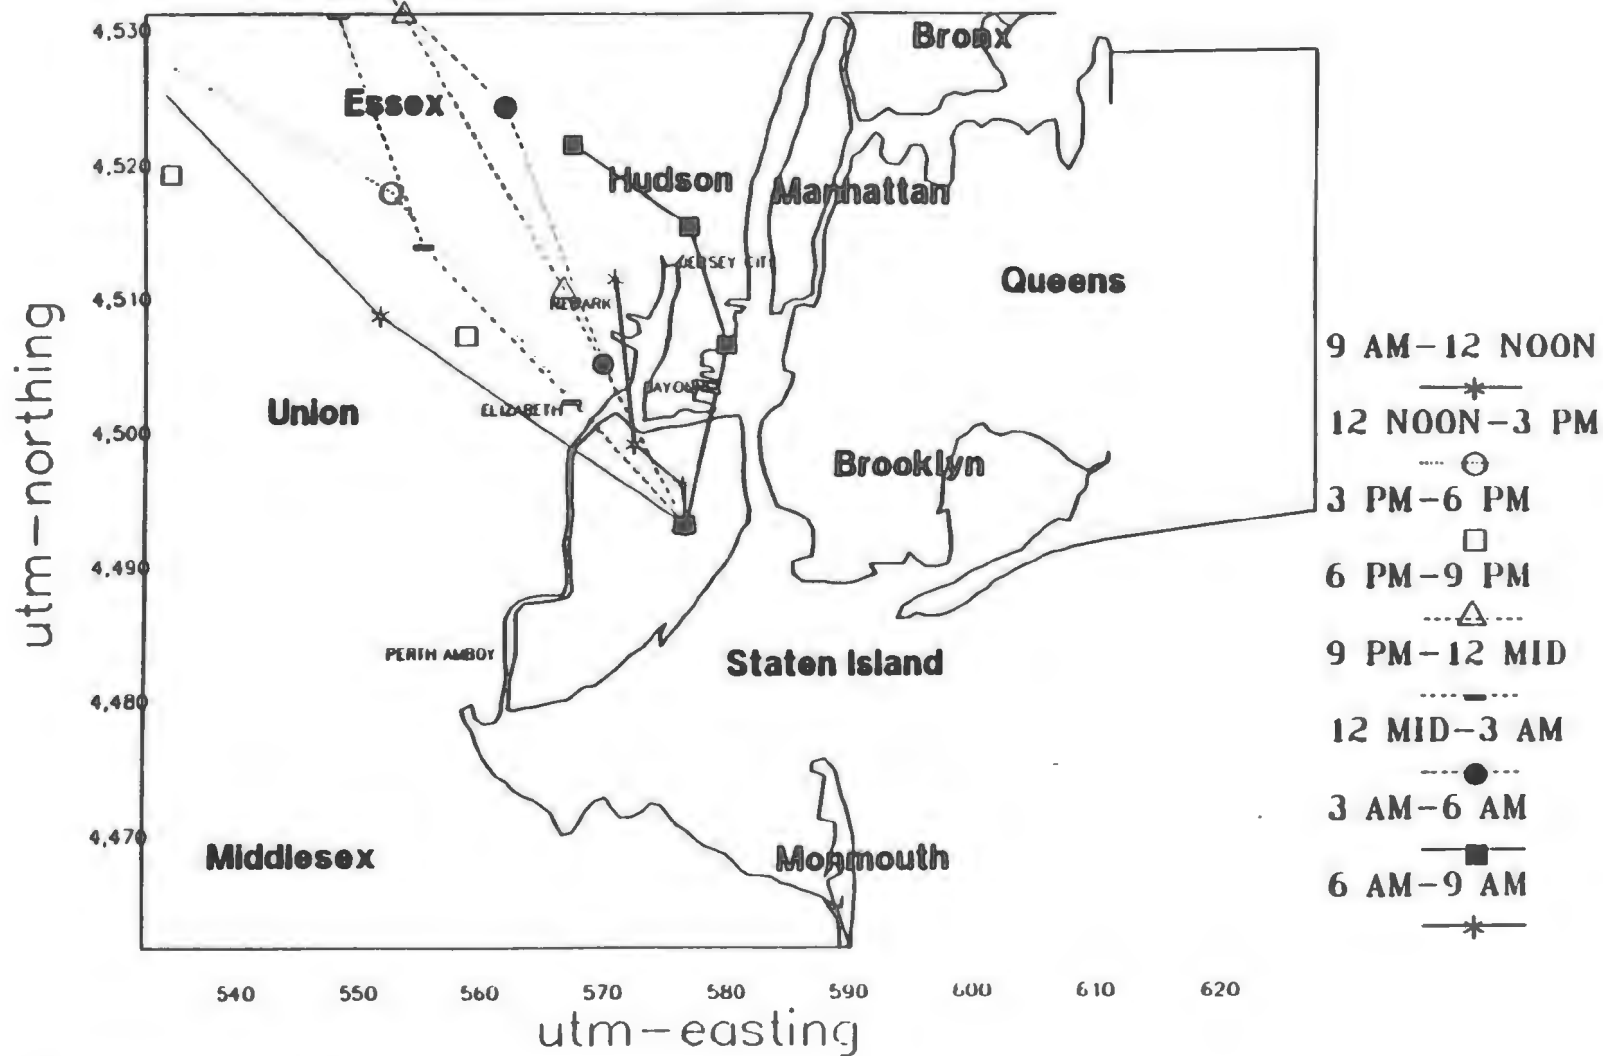 4,530
Bronx
Essex
4,520
Hudson
Manhattan
JERSEY CITY
Queens
4,510
NEWARK
utm-northing
9 AM-12 NOON
BAYONNE
ELIZABETH
Union
12 NOON-3 PM
4,500
Brooklyn
3 PM-6 PM
4,490
6 PM-9 PM
PERTH AMBOY
Staten Island
9 PM-12 MID
4,480
12 MID-3 AM
3 AM-6 AM
4,470
Middlesex
Monmouth
6 AM-9 AM
540 550 560 570 580 590 600 610 620
utm-easting